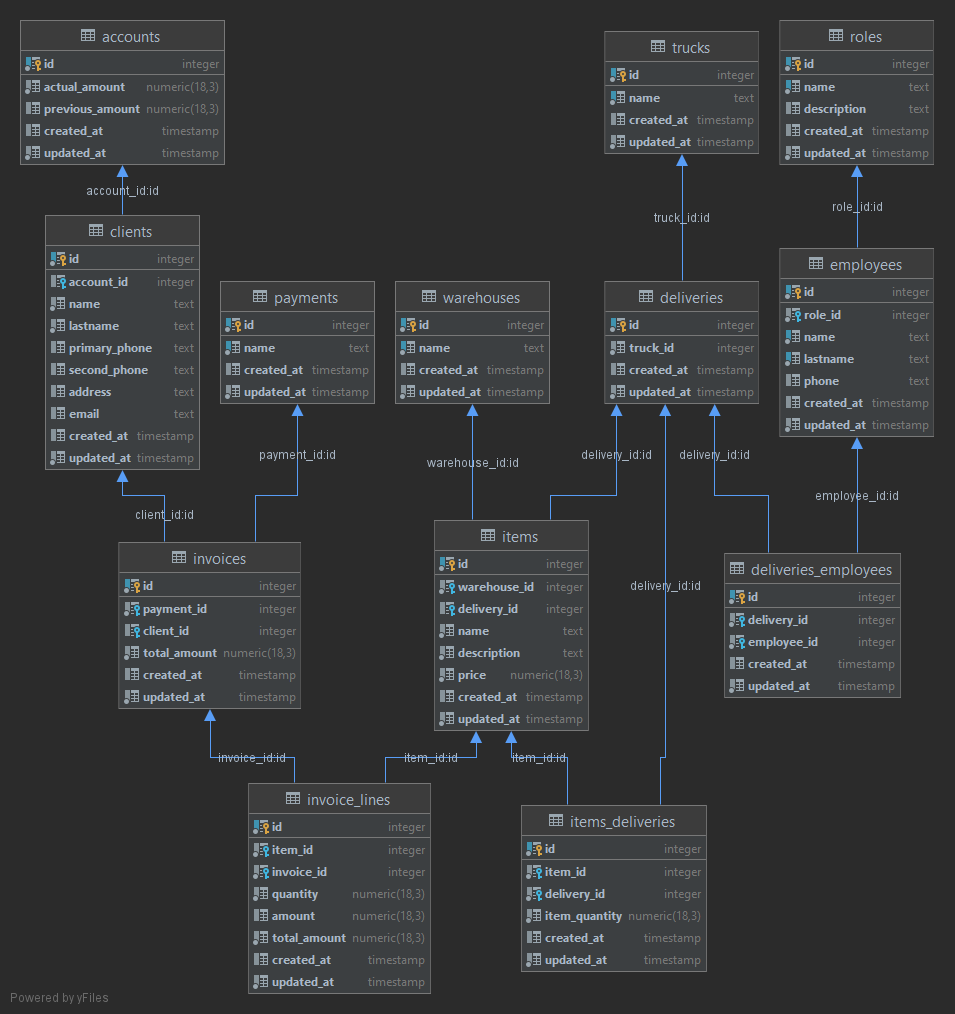 accounts
id integer
actual_amount numeric(18,3)
previous_amount numeric(18,3)
created_at timestamp
updated_at timestamp
account_id:id
clients
id integer
account_id integer
name text
lastname text
primary_phone text
second_phone text
address text
email text
created_at timestamp
updated_at timestamp
client_id:id
payments
id integer
name text
created_at timestamp
updated_at timestamp
payment_id:id
warehouses
id integer
name text
created_at timestamp
updated_at timestamp
warehouse_id:id
trucks
id integer
name text
created_at timestamp
updated_at timestamp
truck_id:id
deliveries
id integer
truck_id integer
created_at timestamp
updated_at timestamp
delivery_id:id
delivery_id:id
delivery_id:id
roles
id integer
name text
description text
created_at timestamp
updated_at timestamp
role_id:id
employees
id integer
role_id integer
name text
lastname text
phone text
created_at timestamp
updated_at timestamp
employee_id:id
invoices
id integer
payment_id integer
client_id integer
total_amount numeric(18,3)
created_at timestamp
updated_at timestamp
invoice_id:id
items
id integer
warehouse_id integer
delivery_id integer
name text
description text
price numeric(18,3)
created_at timestamp
updated_at timestamp
item_id:id
item_id:id
deliveries_employees
id integer
delivery_id integer
employee_id integer
created_at timestamp
updated_at timestamp
invoice_lines
id integer
item_id integer
invoice_id integer
quantity numeric(18,3)
amount numeric(18,3)
total_amount numeric(18,3)
created_at timestamp
updated_at timestamp
items_deliveries
id integer
item_id integer
delivery_id integer
item_quantity numeric(18,3)
created_at timestamp
updated_at timestamp
Powered by yFiles